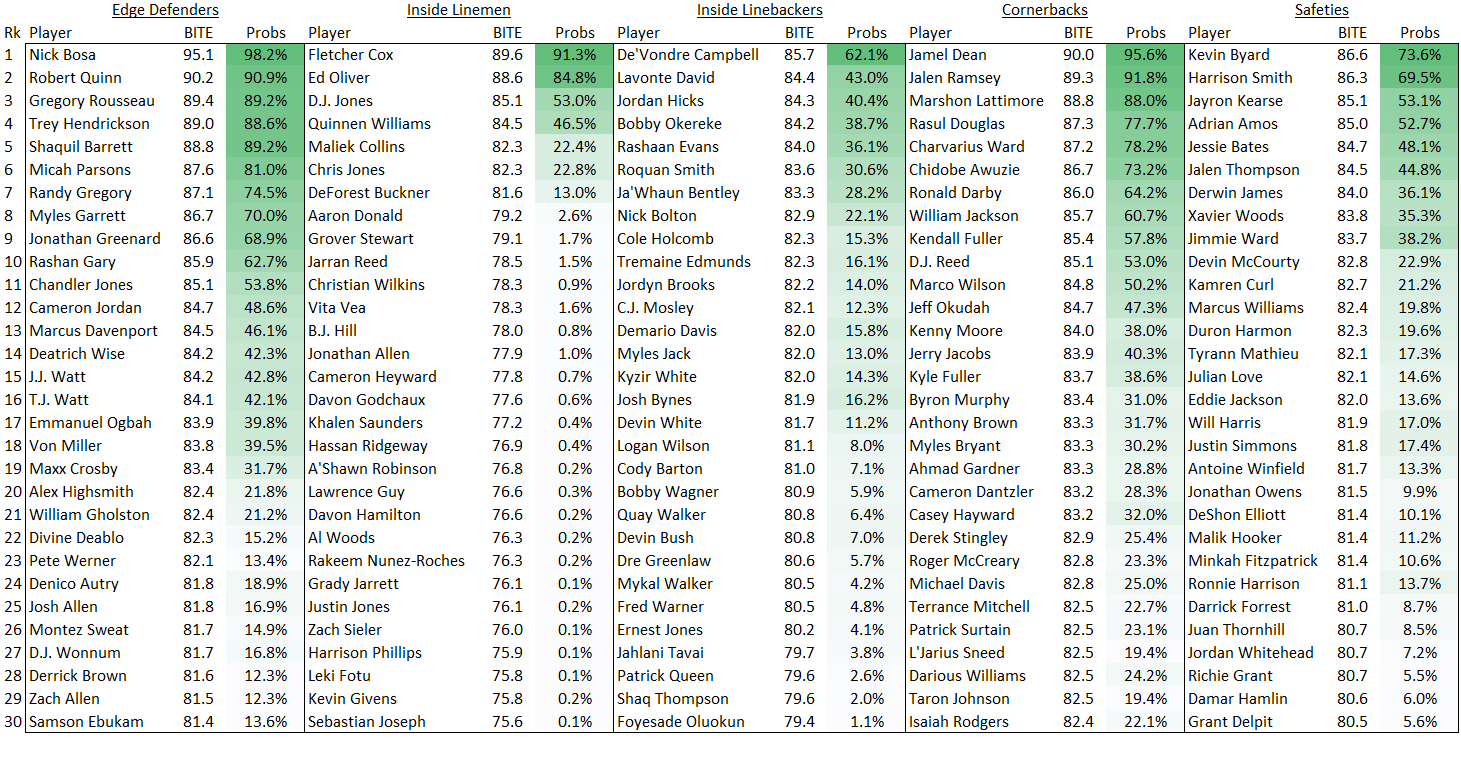 Edge Defenders Inside Linemen Inside Linebackers Cornerbacks Safeties
Rk Player BITE Probs Player BITE Probs Player BITE Probs Player BITE Probs Player BITE Probs
1 Nick Bosa 95.1 98.2% Fletcher Cox 89.6 91.3% De'Vondre Campbell 85.7 62.1% Jamel Dean 90.0 95.6% Kevin Byard 86.6 73.6%
2 Robert Quinn 90.2 90.9% Ed Oliver 88.6 84.8% Lavonte David 84.4 43.0% Jalen Ramsey 89.3 91.8% Harrison Smith 86.3 69.5%
3 Gregory Rousseau 89.4 89.2% D.J. Jones 85.1 53.0% Jordan Hicks 84.3 40.4% Marshon Lattimore 88.8 88.0% Jayron Kearse 85.1 53.1%
4 Trey Hendrickson 89.0 88.6% Quinnen Williams 84.5 46.5% Bobby Okereke 84.2 38.7% Rasul Douglas 87.3 77.7% Adrian Amos 85.0 52.7%
5 Shaquil Barrett 88.8 89.2% Maliek Collins 82.3 22.4% Rashaan Evans 84.0 36.1% Charvarius Ward 87.2 78.2% Jessie Bates 84.7 48.1%
6 Micah Parsons 87.6 81.0% Chris Jones 82.3 22.8% Roquan Smith 83.6 30.6% Chidobe Awuzie 86.7 73.2% Jalen Thompson 84.5 44.8%
7 Randy Gregory 87.1 74.5% DeForest Buckner 81.6 13.0% Ja'Whaun Bentley 83.3 28.2% Ronald Darby 86.0 64.2% Derwin James 84.0 36.1%
8 Myles Garrett 86.7 70.0% Aaron Donald 79.2 2.6% Nick Bolton 82.9 22.1% William Jackson 85.7 60.7% Xavier Woods 83.8 35.3%
9 Jonathan Greenard 86.6 68.9% Grover Stewart 79.1 1.7% Cole Holcomb 82.3 15.3% Kendall Fuller 85.4 57.8% Jimmie Ward 83.7 38.2%
10 Rashan Gary 85.9 62.7% Jarran Reed 78.5 1.5% Tremaine Edmunds 82.3 16.1% D.J. Reed 85.1 53.0% Devin McCourty 82.8 22.9%
11 Chandler Jones 85.1 53.8% Christian Wilkins 78.3 0.9% Jordyn Brooks 82.2 14.0% Marco Wilson 84.8 50.2% Kamren Curl 82.7 21.2%
12 Cameron Jordan 84.7 48.6% Vita Vea 78.3 1.6% C.J. Mosley 82.1 12.3% Jeff Okudah 84.7 47.3% Marcus Williams 82.4 19.8%
13 Marcus Davenport 84.5 46.1% B.J. Hill 78.0 0.8% Demario Davis 82.0 15.8% Kenny Moore 84.0 38.0% Duron Harmon 82.3 19.6%
14 Deatrich Wise 84.2 42.3% Jonathan Allen 77.9 1.0% Myles Jack 82.0 13.0% Jerry Jacobs 83.9 40.3% Tyrann Mathieu 82.1 17.3%
15 J.J. Watt 84.2 42.8% Cameron Heyward 77.8 0.7% Kyzir White 82.0 14.3% Kyle Fuller 83.7 38.6% Julian Love 82.1 14.6%
16 T.J. Watt 84.1 42.1% Davon Godchaux 77.6 0.6% Josh Bynes 81.9 16.2% Byron Murphy 83.4 31.0% Eddie Jackson 82.0 13.6%
17 Emmanuel Ogbah 83.9 39.8% Khalen Saunders 77.2 0.4% Devin White 81.7 11.2% Anthony Brown 83.3 31.7% Will Harris 81.9 17.0%
18 Von Miller 83.8 39.5% Hassan Ridgeway 76.9 0.4% Logan Wilson 81.1 8.0% Myles Bryant 83.3 30.2% Justin Simmons 81.8 17.4%
19 Maxx Crosby 83.4 31.7% A'Shawn Robinson 76.8 0.2% Cody Barton 81.0 7.1% Ahmad Gardner 83.3 28.8% Antoine Winfield 81.7 13.3%
20 Alex Highsmith 82.4 21.8% Lawrence Guy 76.6 0.3% Bobby Wagner 80.9 5.9% Cameron Dantzler 83.2 28.3% Jonathan Owens 81.5 9.9%
21 William Gholston 82.4 21.2% Davon Hamilton 76.6 0.2% Quay Walker 80.8 6.4% Casey Hayward 83.2 32.0% DeShon Elliott 81.4 10.1%
22 Divine Deablo 82.3 15.2% Al Woods 76.3 0.2% Devin Bush 80.8 7.0% Derek Stingley 82.9 25.4% Malik Hooker 81.4 11.2%
23 Pete Werner 82.1 13.4% Rakeem Nunez-Roches 76.3 0.2% Dre Greenlaw 80.6 5.7% Roger McCreary 82.8 23.3% Minkah Fitzpatrick 81.4 10.6%
24 Denico Autry 81.8 18.9% Grady Jarrett 76.1 0.1% Mykal Walker 80.5 4.2% Michael Davis 82.8 25.0% Ronnie Harrison 81.1 13.7%
25 Josh Allen 81.8 16.9% Justin Jones 76.1 0.2% Fred Warner 80.5 4.8% Terrance Mitchell 82.5 22.7% Darrick Forrest 81.0 8.7%
26 Montez Sweat 81.7 14.9% Zach Sieler 76.0 0.1% Ernest Jones 80.2 4.1% Patrick Surtain 82.5 23.1% Juan Thornhill 80.7 8.5%
27 D.J. Wonnum 81.7 16.8% Harrison Phillips 75.9 0.1% Jahlani Tavai 79.7 3.8% L'Jarius Sneed 82.5 19.4% Jordan Whitehead 80.7 7.2%
28 Derrick Brown 81.6 12.3% Leki Fotu 75.8 0.1% Patrick Queen 79.6 2.6% Darious Williams 82.5 24.2% Richie Grant 80.7 5.5%
29 Zach Allen 81.5 12.3% Kevin Givens 75.8 0.2% Shaq Thompson 79.6 2.0% Taron Johnson 82.5 19.4% Damar Hamlin 80.6 6.0%
30 Samson Ebukam 81.4 13.6% Sebastian Joseph 75.6 0.1% Foyesade Oluokun 79.4 1.1% Isaiah Rodgers 82.4 22.1% Grant Delpit 80.5 5.6%